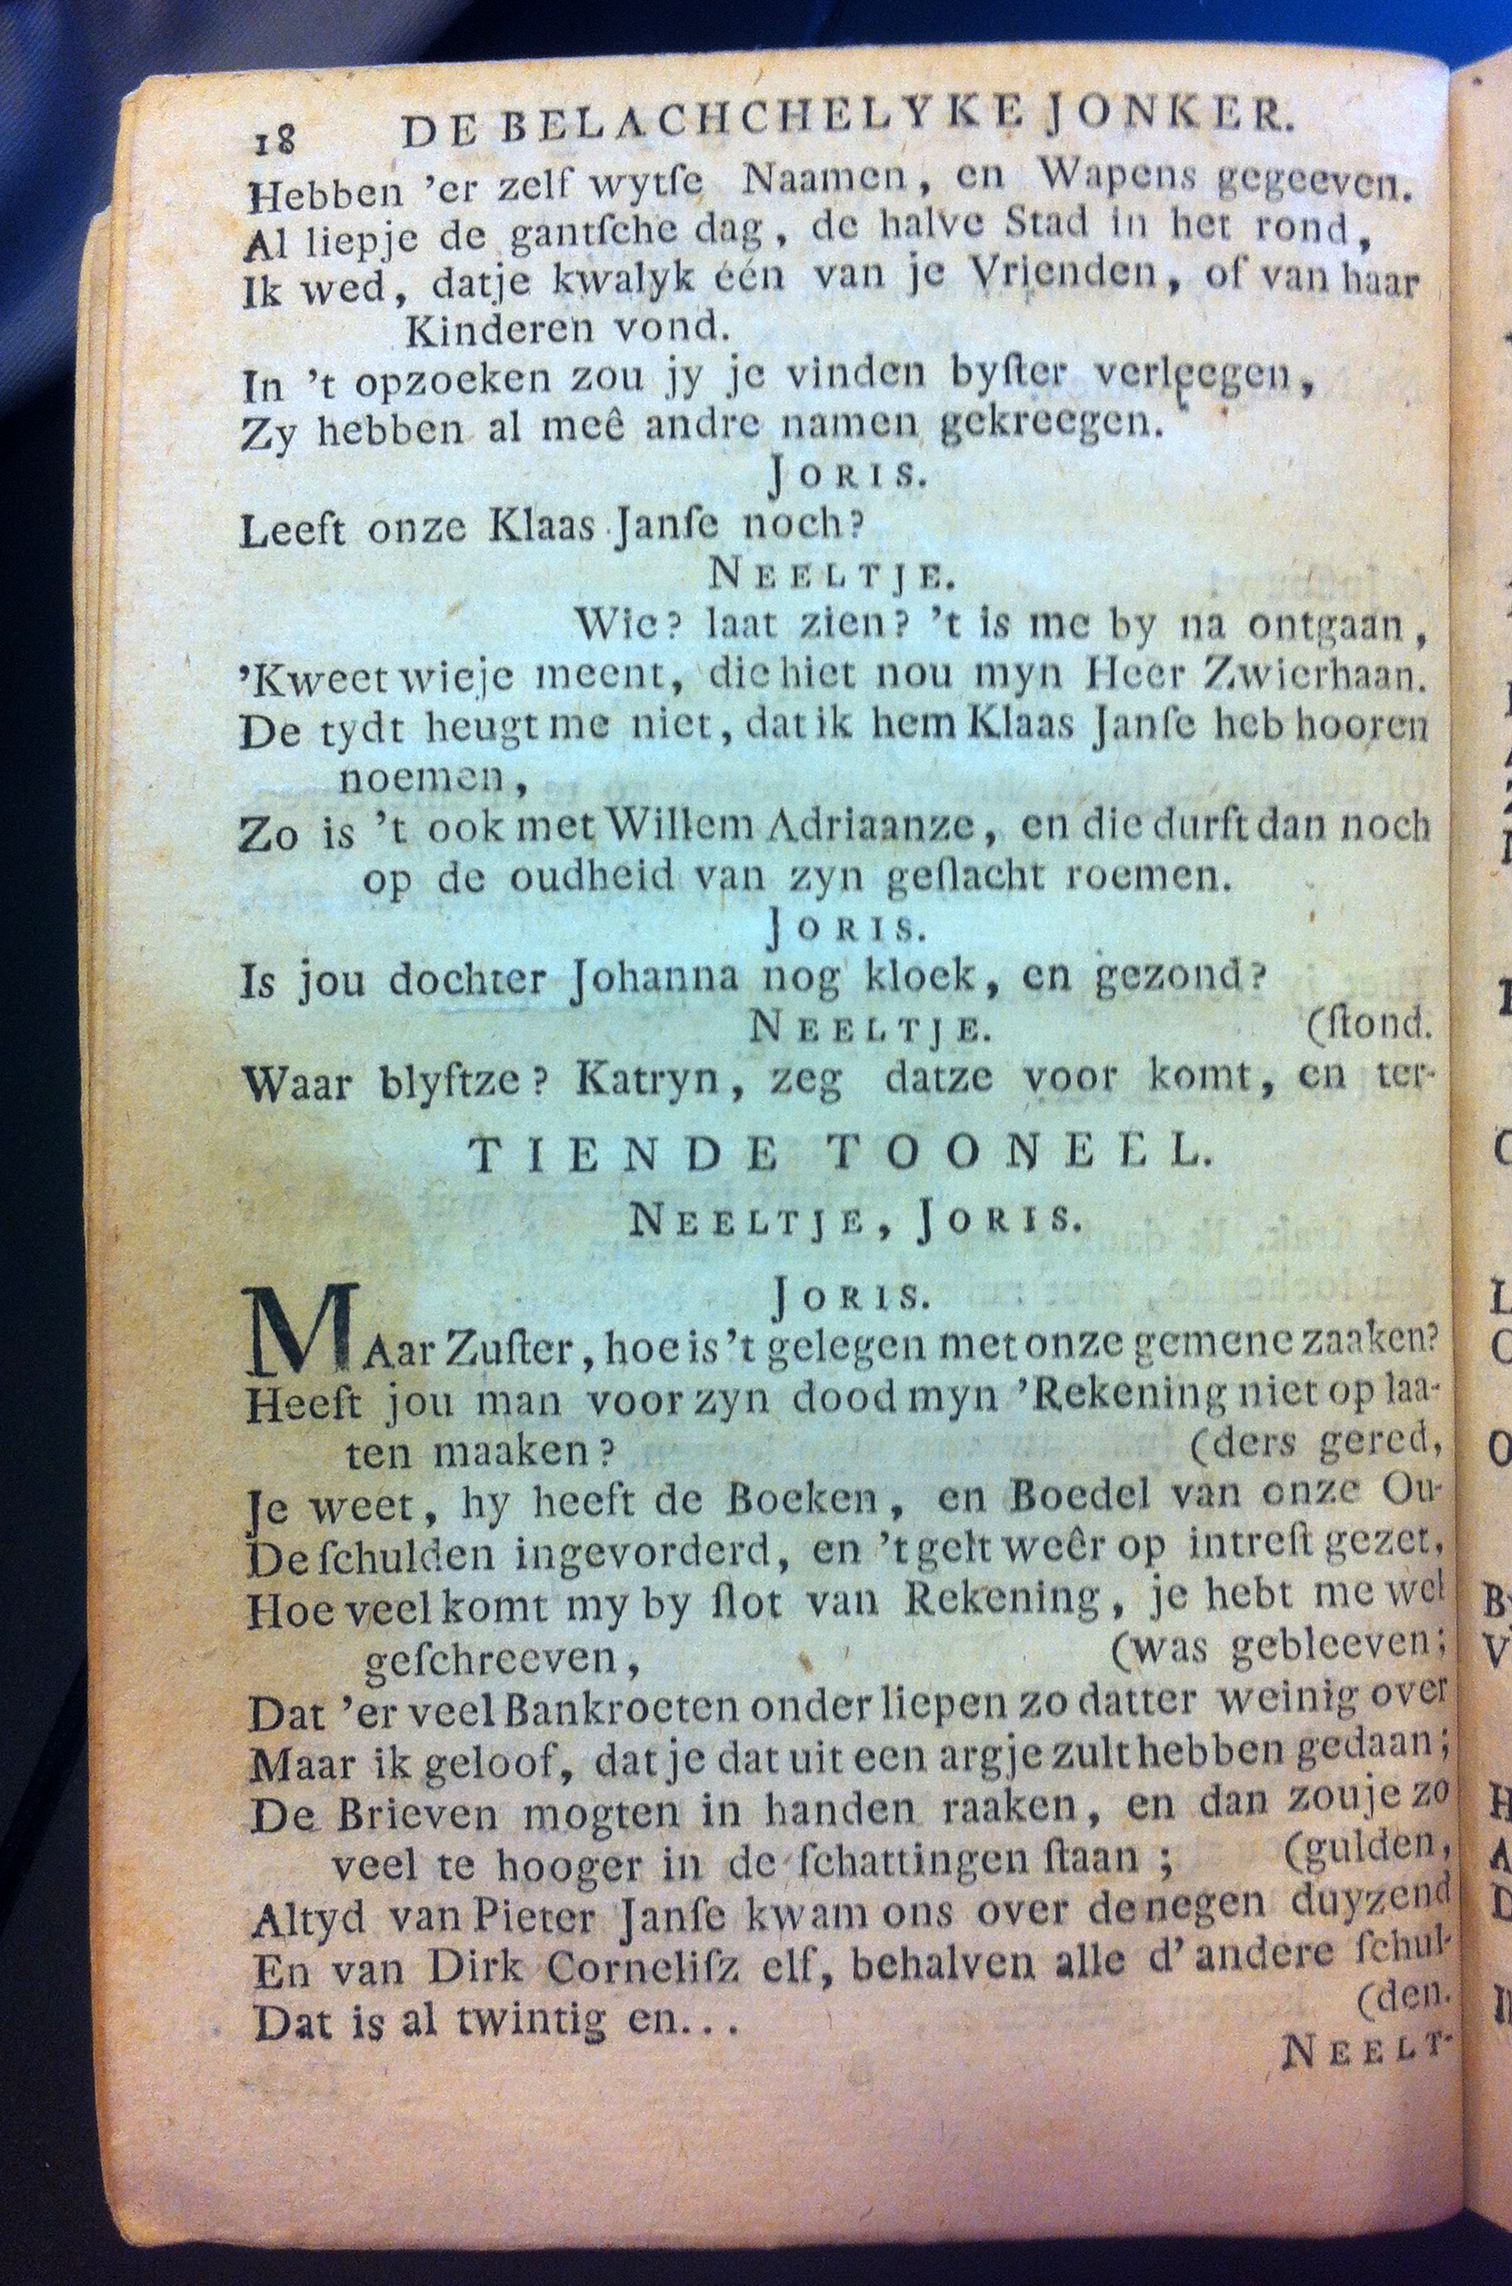 18 DE BELACHCHELYKE JONKER.
Hebben 'er zelf wytſe Naamen, en Wapens gegeeven.
Al liepje de gantſche dag, de halve Stad in het rond,
Ik wed, datje kwalyk één van je Vrienden, of van haar
Kinderen vond.
In 't opzoeken zou jy je vinden byſter verleegen,
Zy hebben al meê andre namen gekreegen.
JORIS.
Leeft onze Klaas Janſe noch?
NEELTJE.
Wie? laat zien? 't is me by na ontgaan,
'Kweet wieje meent, die hiet nou myn Heer Zwierhaan.
De tydt heugt me niet, dat ik hem Klaas Janſe heb hooren
noemen,
Zo is 't ook met Willem Adriaanze, en die durft dan noch
op de oudheid van zyn geſlacht roemen.
JORIS.
Is jou dochter Johanna nog kloek, en gezond?
NEELTJE. (ſtond.
Waar blyftze? Katryn, zeg datze voor komt, en ter-
TIENDE TOONEEL.
NEELTJE, JORIS.
JORIS.
MAar Zuſter, hoe is 't gelegen met onze gemene zaaken?
Heeft jou man voor zyn dood myn 'Rekening niet op laa-
ten maaken? (ders gered,
Je weet, hy heeft de Boeken, en Boedel van onze Ou-
De ſchulden ingevorderd, en 't gelt weêr op intreſt gezet,
Hoe veel komt my by ſlot van Rekening, je hebt me wel
geſchreeven, (was gebleeven;
Dat 'er veel Bankroeten onder liepen zo datter weinig over
Maar ik geloof, dat je dat uit een argje zult hebben gedaan;
De Brieven mogten in handen raaken, en dan zouje zo
veel te hooger in de ſchattingen ſtaan; (gulden,
Altyd van Pieter Janſe kwam ons over de negen duyzend
En van Dirk Corneliſz elf, behalven alle d' andere ſchul-
Dat is al twintig en... (den.
NEELT-